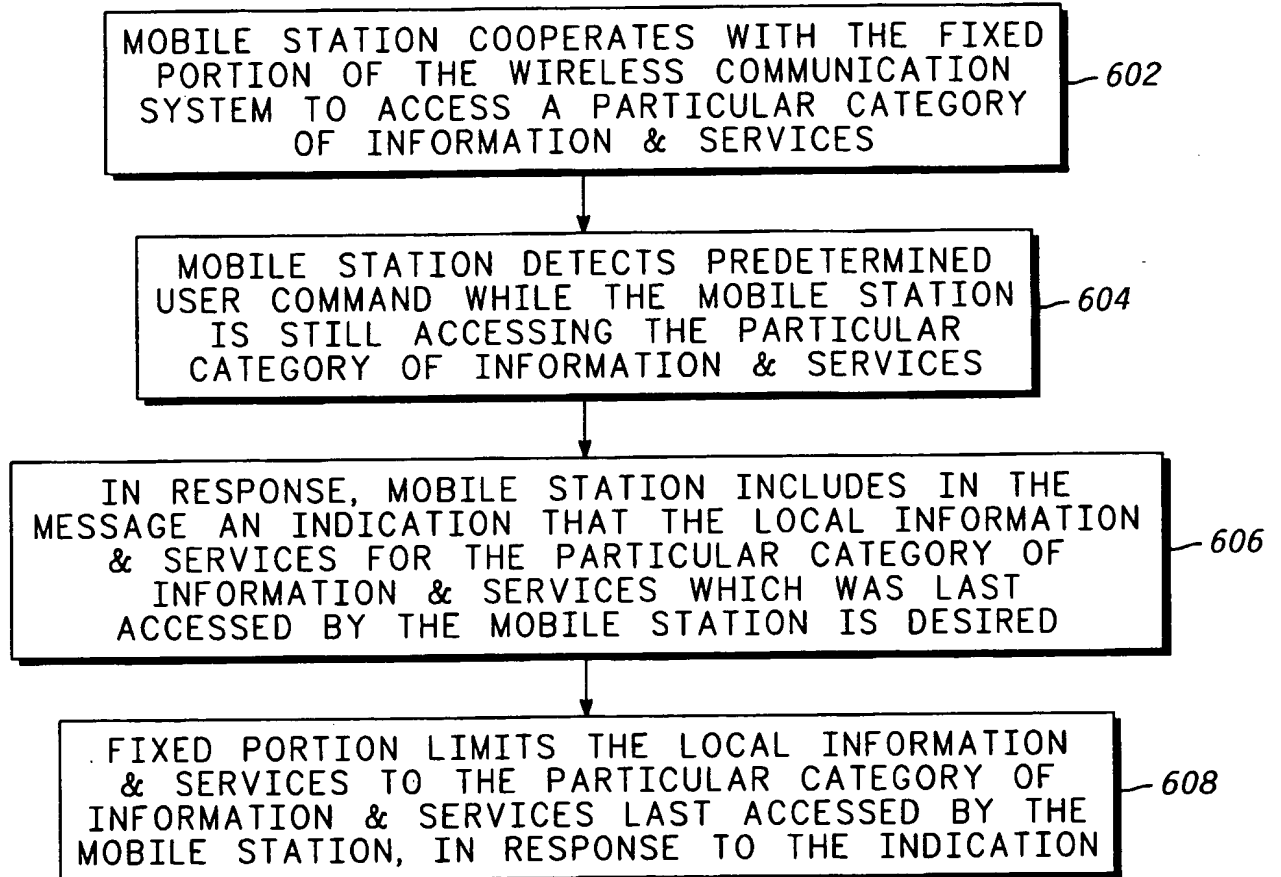 MOBILE STATION COOPERATES WITH THE FIXED
PORTION OF THE WIRELESS COMMUNICATION
SYSTEM TO ACCESS A PARTICULAR CATEGORY
OF INFORMATION & SERVICES
602
MOBILE STATION DETECTS PREDETERMINED
USER COMMAND WHILE THE MOBILE STATION
IS STILL ACCESSING THE PARTICULAR
CATEGORY OF INFORMATION & SERVICES
604
IN RESPONSE, MOBILE STATION INCLUDES IN THE
MESSAGE AN INDICATION THAT THE LOCAL INFORMATION
& SERVICES FOR THE PARTICULAR CATEGORY OF
INFORMATION & SERVICES WHICH WAS LAST
ACCESSED BY THE MOBILE STATION IS DESIRED
606
FIXED PORTION LIMITS THE LOCAL INFORMATION
& SERVICES TO THE PARTICULAR CATEGORY OF
INFORMATION & SERVICES LAST ACCESSED BY THE
MOBILE STATION, IN RESPONSE TO THE INDICATION
608